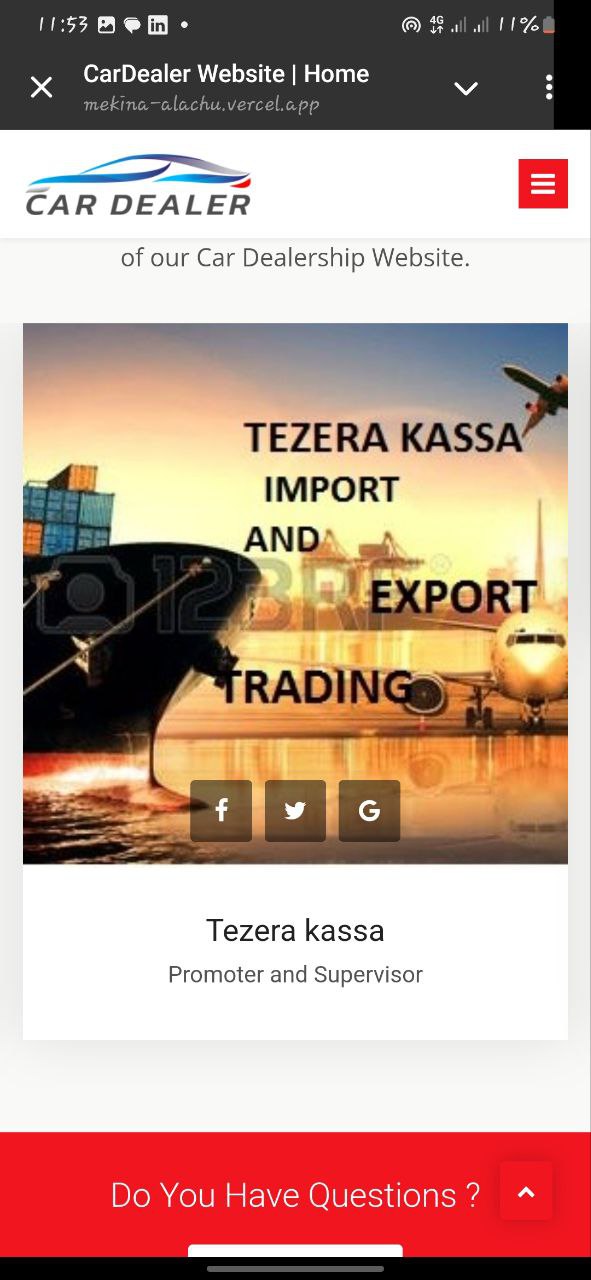 11:53
4G
11%
CarDealer Website | Home
mekina-alachu.vercel.app
CAR DEALER
of our Car Dealership Website.
TEZERA KASSA
IMPORT
AND
EXPORT
TRADING
Tezera kassa
Promoter and Supervisor
Do You Have Questions ?